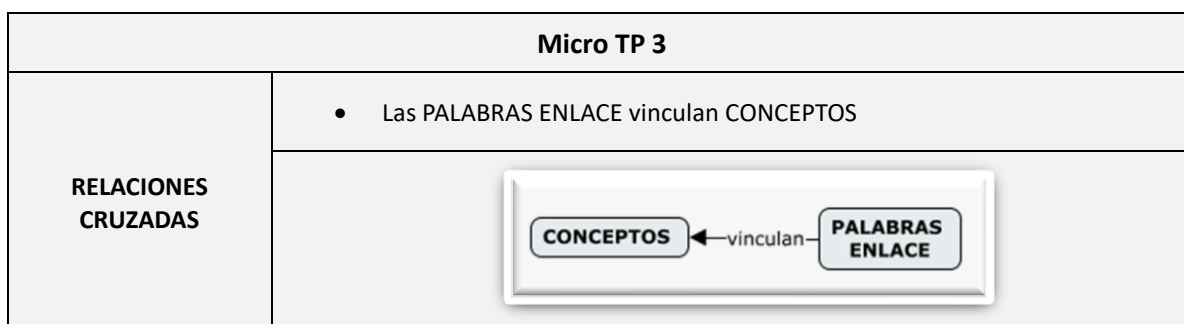 Micro TP 3
• Las PALABRAS ENLACE vinculan CONCEPTOS
RELACIONES
CRUZADAS
CONCEPTOS
vinculan
PALABRAS
ENLACE